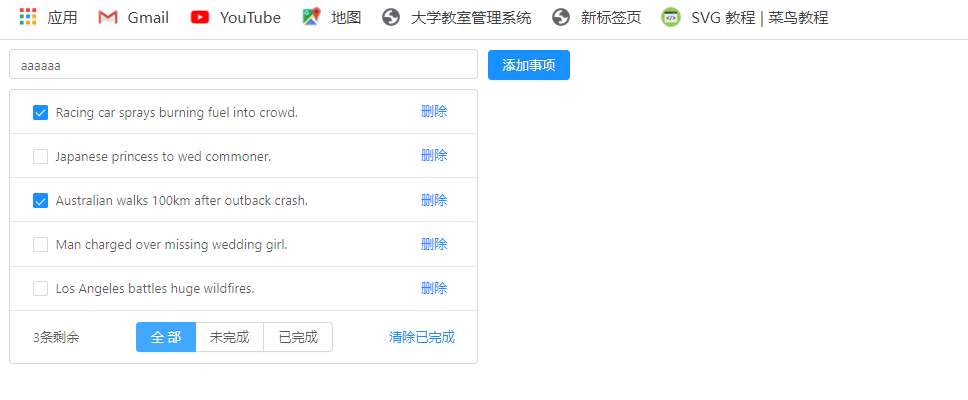 应用 Gmail YouTube 地图 大学教室管理系统 新标签页 SVG 教程 | 菜鸟教程
aaaaaa 添加事项
Racing car sprays burning fuel into crowd. 删除
Japanese princess to wed commoner. 删除
Australian walks 100km after outback crash. 删除
Man charged over missing wedding girl. 删除
Los Angeles battles huge wildfires. 删除
3条剩余 全 部 未完成 已完成 清除已完成